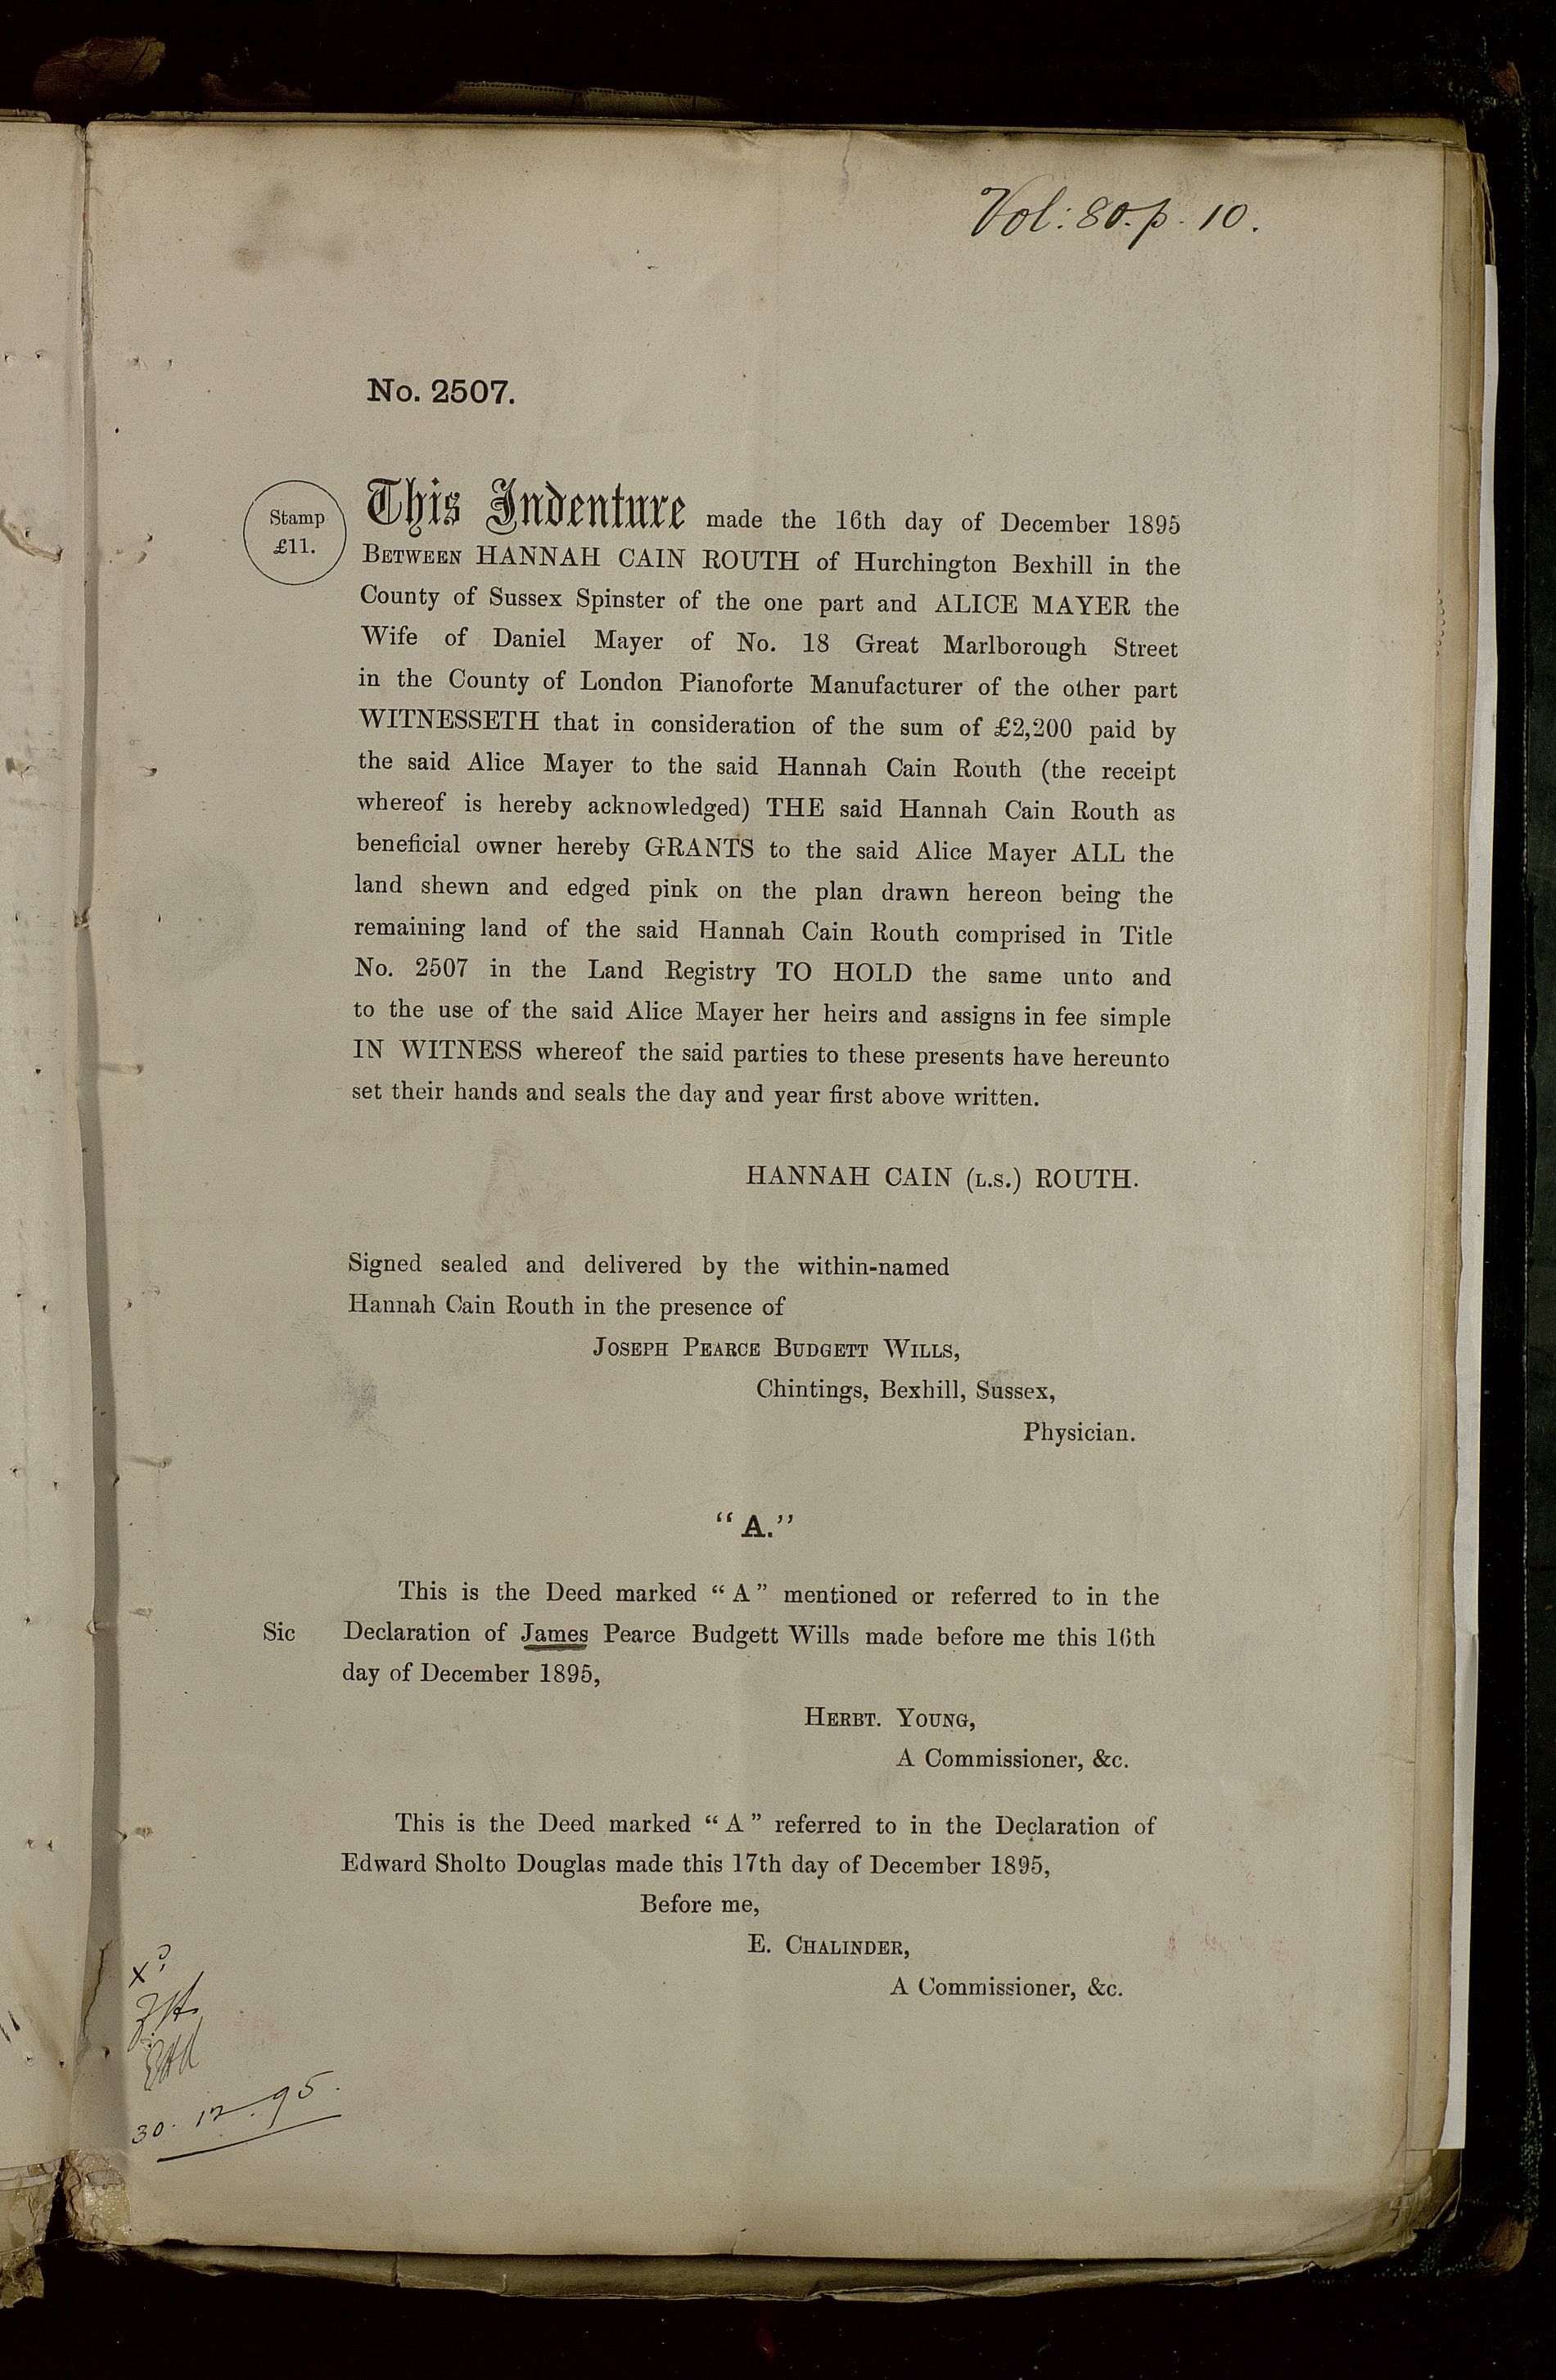 Vol: 80. p. 10.
No. 2507.
Stamp
£11.
This Indenture made the 16th day of December 1895
BETWEEN HANNAH CAIN ROUTH of Hurchington Bexhill in the
County of Sussex Spinster of the one part and ALICE MAYER the
Wife of Daniel Mayer of No. 18 Great Marlborough Street
in the County of London Pianoforte Manufacturer of the other part
WITNESSETH that in consideration of the sum of £2,200 paid by
the said Alice Mayer to the said Hannah Cain Routh (the receipt
whereof is hereby acknowledged) THE said Hannah Cain Routh as
beneficial owner hereby GRANTS to the said Alice Mayer ALL the
land shewn and edged pink on the plan drawn hereon being the
remaining land of the said Hannah Cain Routh comprised in Title
No. 2507 in the Land Registry TO HOLD the same unto and
to the use of the said Alice Mayer her heirs and assigns in fee simple
IN WITNESS whereof the said parties to these presents have hereunto
set their hands and seals the day and year first above written.
HANNAH CAIN (L.S.) ROUTH.
Signed sealed and delivered by the within-named
Hannah Cain Routh in the presence of
JOSEPH PEARCE BUDGETT WILLS,
Chintings, Bexhill, Sussex,
Physician.
"A."
This is the Deed marked "A" mentioned or referred to in the
Sic Declaration of James Pearce Budgett Wills made before me this 16th
day of December 1895,
HERBT. YOUNG,
A Commissioner, &c.
This is the Deed marked "A" referred to in the Declaration of
Edward Sholto Douglas made this 17th day of December 1895,
Before me,
E. CHALINDER,
A Commissioner, &c.
30. 12. 95.